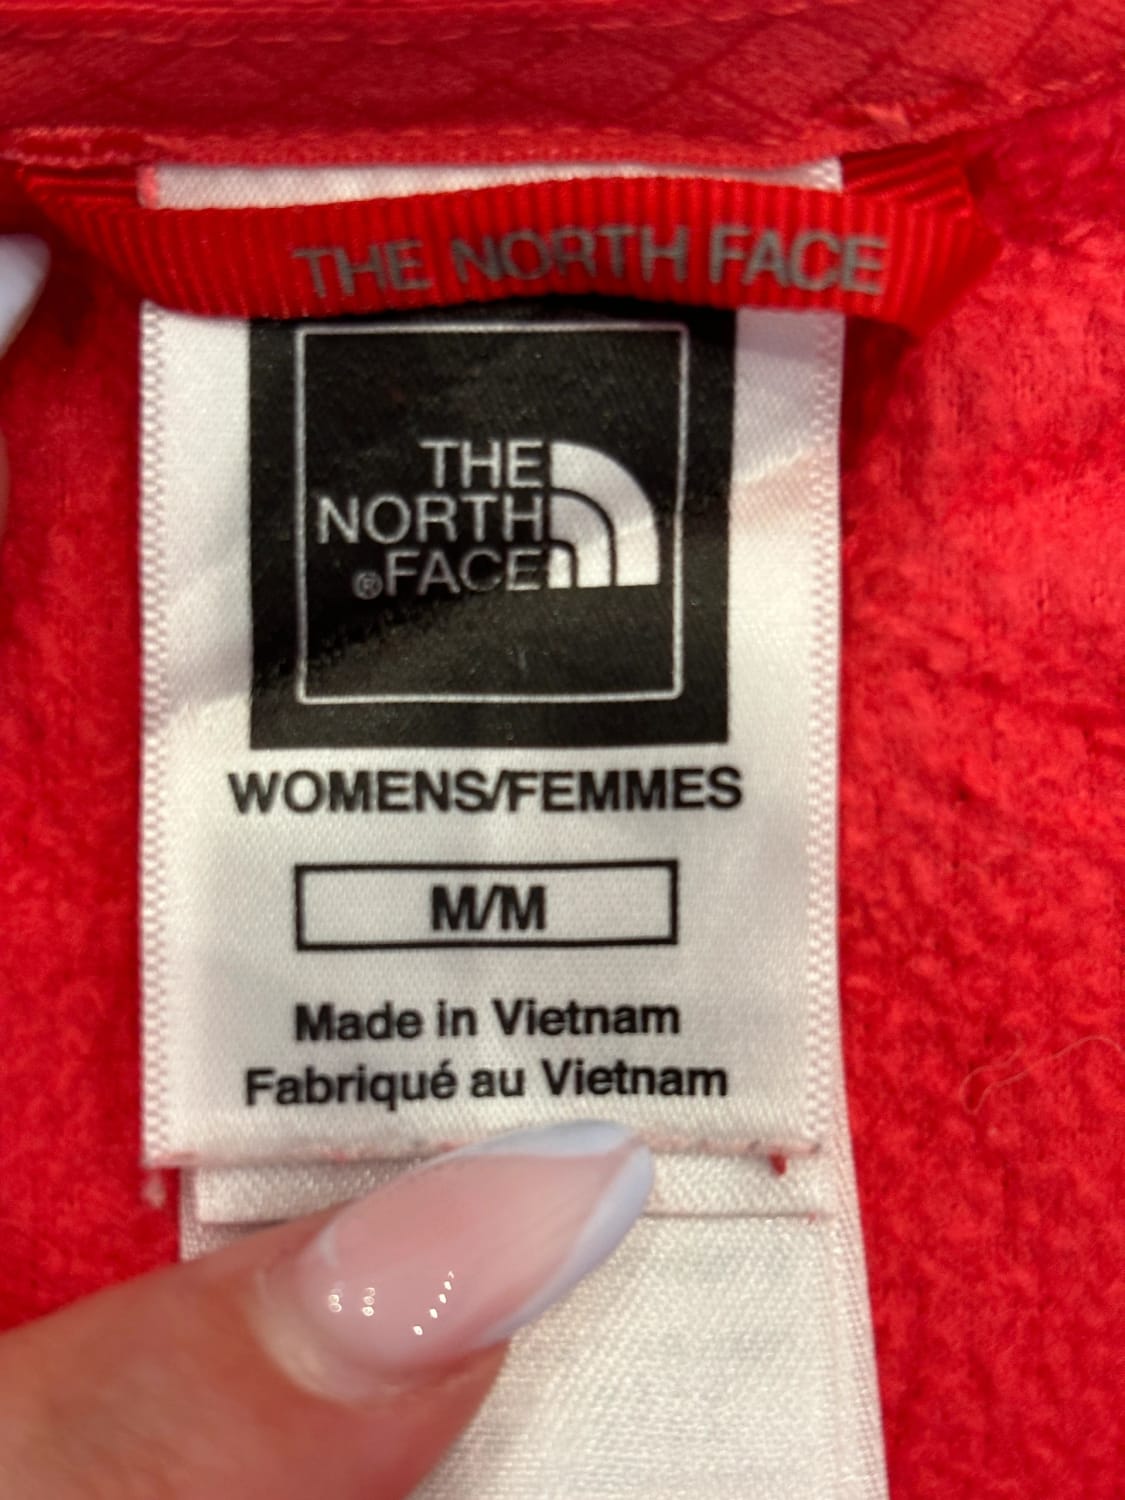 THE NORTH FACE
THE
NORTH
®FACE
WOMENS/FEMMES
M/M
Made in Vietnam
Fabriqué au Vietnam